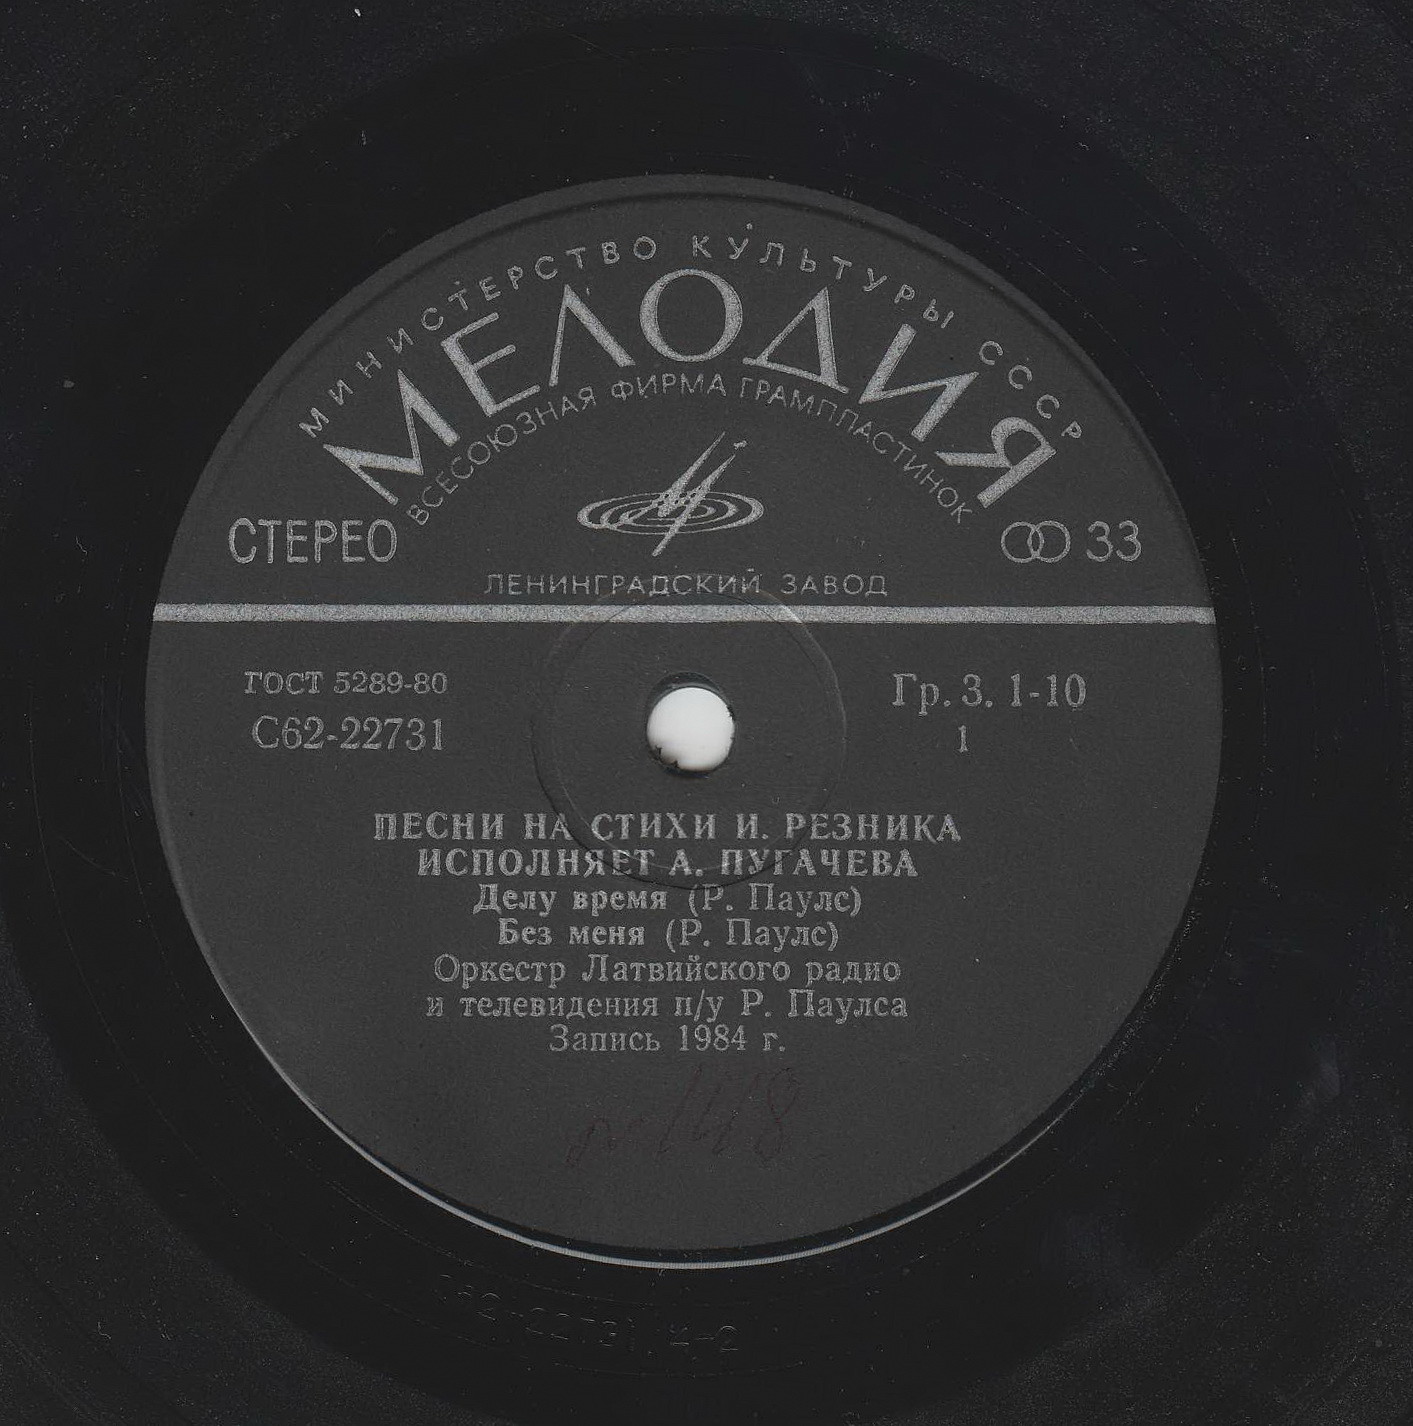 МИНИСТЕРСТВО КУЛЬТУРЫ СССР
МЕЛОДИЯ
ВСЕСОЮЗНАЯ ФИРМА ГРАМПЛАСТИНОК
СТЕРЕО
33
ЛЕНИНГРАДСКИЙ ЗАВОД
ГОСТ 5289-80
Гр. 3. 1-10
С62-22731
1
ПЕСНИ НА СТИХИ И. РЕЗНИКА
ИСПОЛНЯЕТ А. ПУГАЧЕВА
Делу время (Р. Паулс)
Без меня (Р. Паулс)
Оркестр Латвийского радио
и телевидения п/у Р. Паулса
Запись 1984 г.